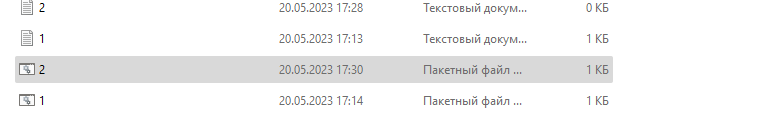 2 20.05.2023 17:28 Текстовый докум... 0 КБ
1 20.05.2023 17:13 Текстовый докум... 1 КБ
2 20.05.2023 17:30 Пакетный файл ... 1 КБ
1 20.05.2023 17:14 Пакетный файл ... 1 КБ